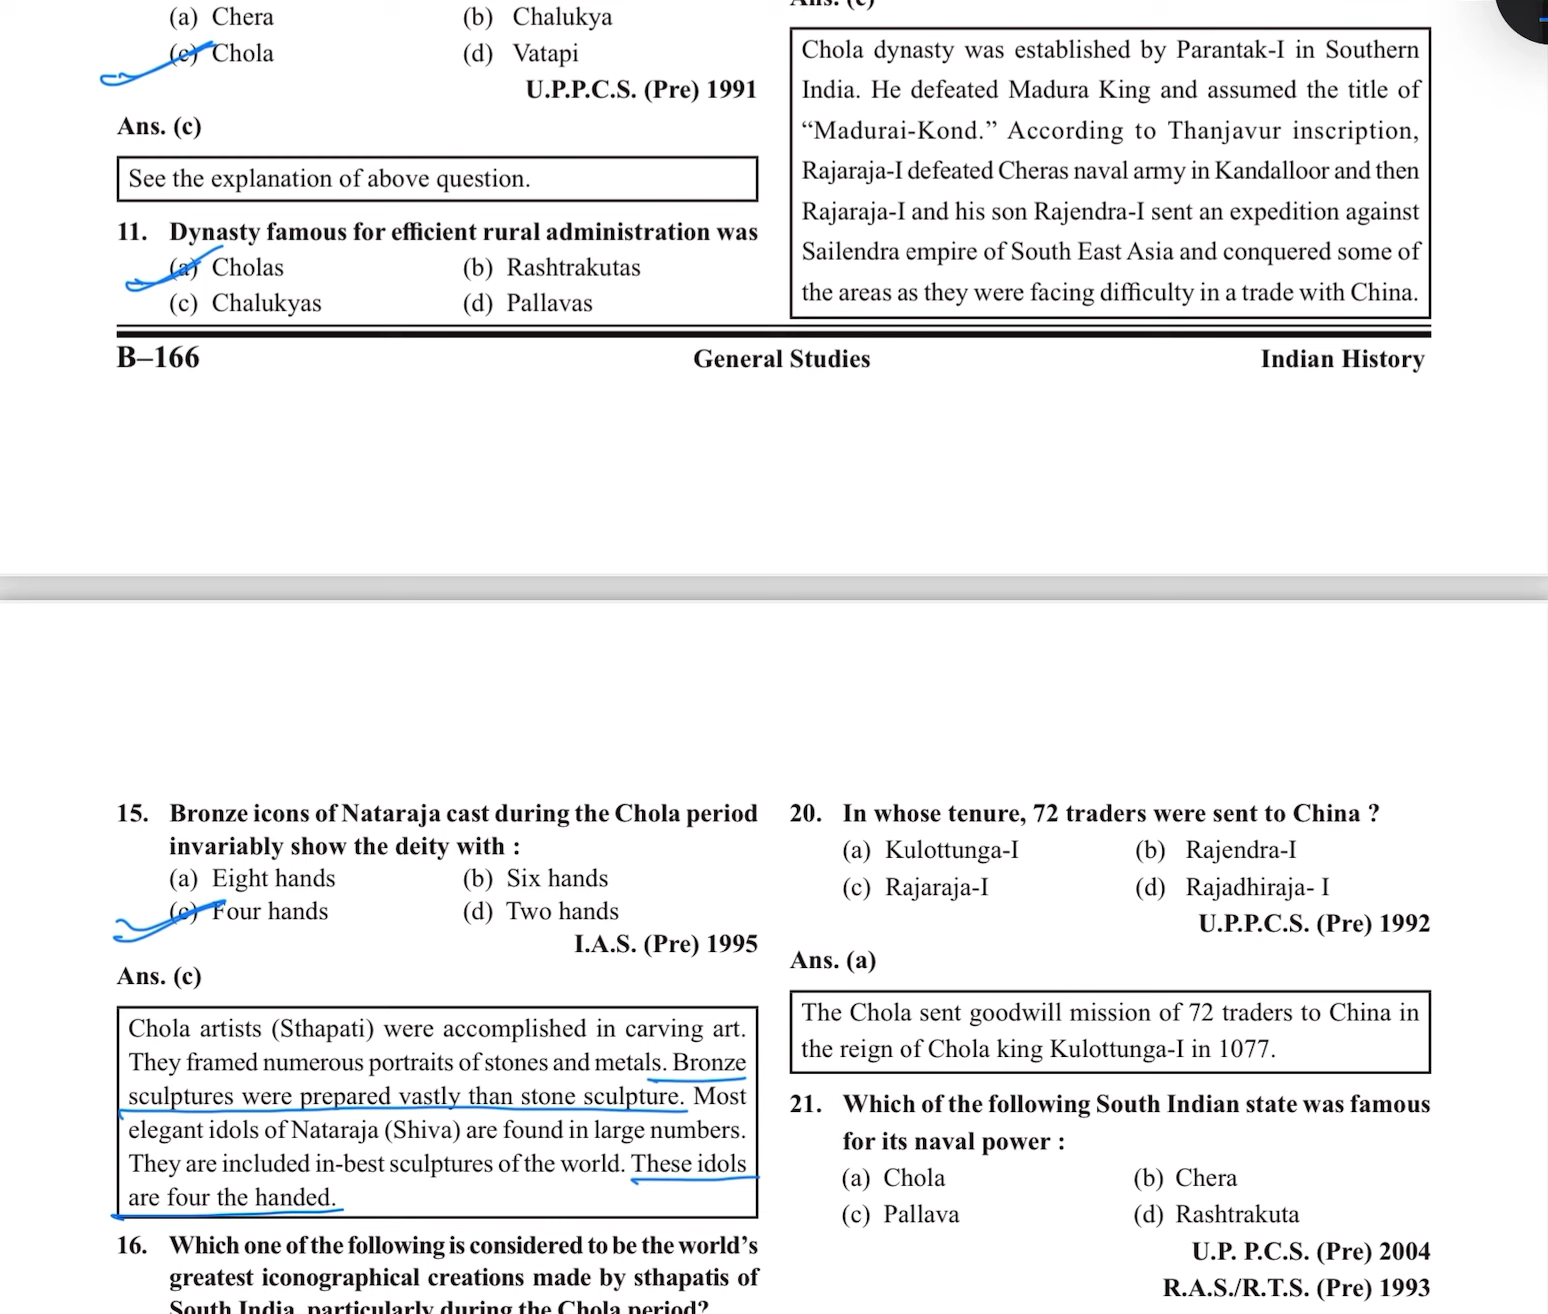 (a) Chera (b) Chalukya
(c) Chola (d) Vatapi
U.P.P.C.S. (Pre) 1991
Ans. (c)
See the explanation of above question.
11. Dynasty famous for efficient rural administration was
(a) Cholas (b) Rashtrakutas
(c) Chalukyas (d) Pallavas
Ans. (c)
Chola dynasty was established by Parantak-I in Southern
India. He defeated Madura King and assumed the title of
“Madurai-Kond.” According to Thanjavur inscription,
Rajaraja-I defeated Cheras naval army in Kandalloor and then
Rajaraja-I and his son Rajendra-I sent an expedition against
Sailendra empire of South East Asia and conquered some of
the areas as they were facing difficulty in a trade with China.
B–166 General Studies Indian History
15. Bronze icons of Nataraja cast during the Chola period
invariably show the deity with :
(a) Eight hands (b) Six hands
(c) Four hands (d) Two hands
I.A.S. (Pre) 1995
Ans. (c)
Chola artists (Sthapati) were accomplished in carving art.
They framed numerous portraits of stones and metals. Bronze
sculptures were prepared vastly than stone sculpture. Most
elegant idols of Nataraja (Shiva) are found in large numbers.
They are included in-best sculptures of the world. These idols
are four the handed.
16. Which one of the following is considered to be the world’s
greatest iconographical creations made by sthapatis of
South India, particularly during the Chola period?
20. In whose tenure, 72 traders were sent to China ?
(a) Kulottunga-I (b) Rajendra-I
(c) Rajaraja-I (d) Rajadhiraja- I
U.P.P.C.S. (Pre) 1992
Ans. (a)
The Chola sent goodwill mission of 72 traders to China in
the reign of Chola king Kulottunga-I in 1077.
21. Which of the following South Indian state was famous
for its naval power :
(a) Chola (b) Chera
(c) Pallava (d) Rashtrakuta
U.P. P.C.S. (Pre) 2004
R.A.S./R.T.S. (Pre) 1993